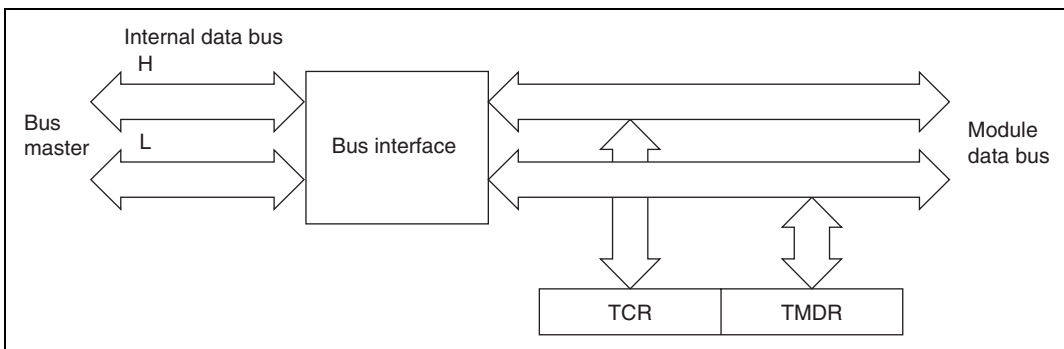 Internal data bus
H
Bus
master
L
Bus interface
Module
data bus
TCR
TMDR